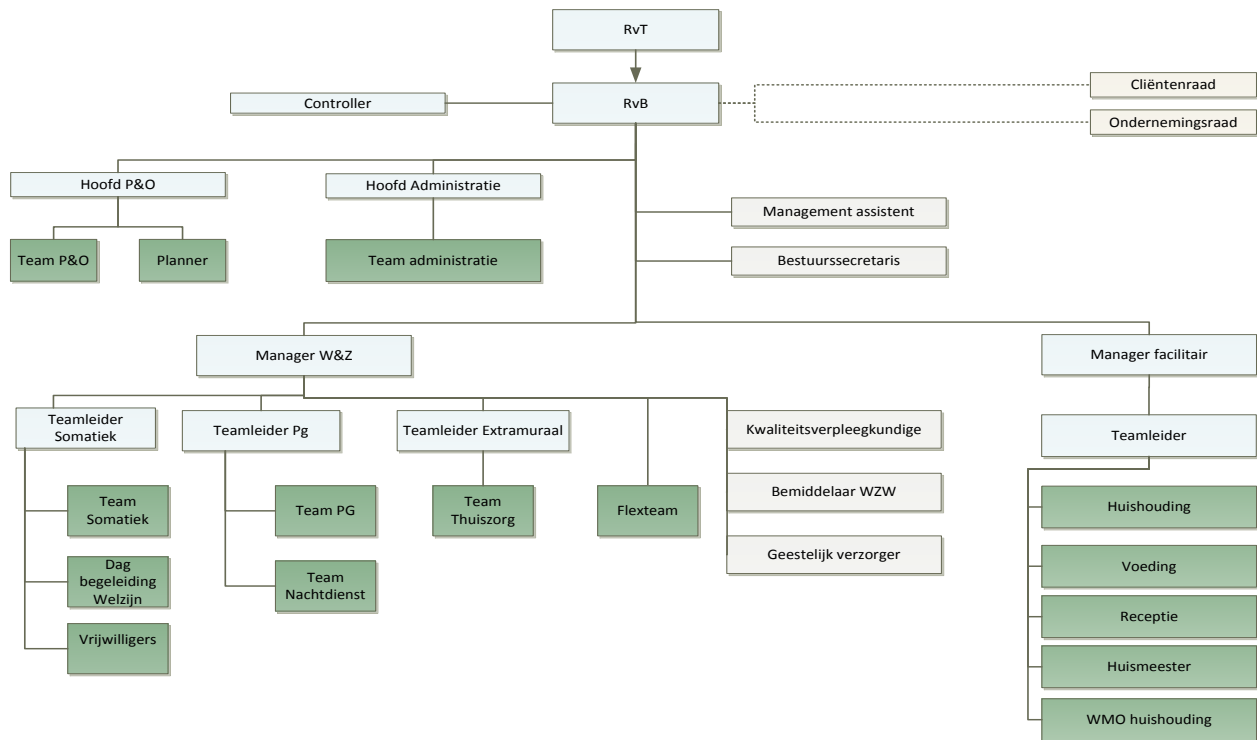 RvT
Controller
RvB
Cliëntenraad
Ondernemingsraad
Hoofd P&O
Hoofd Administratie
Management assistent
Team P&O
Planner
Team administratie
Bestuurssecretaris
Manager W&Z
Manager facilitair
Teamleider
Somatiek
Teamleider Pg
Teamleider Extramuraal
Kwaliteitsverpleegkundige
Teamleider
Team
Somatiek
Team PG
Team
Thuiszorg
Flexteam
Bemiddelaar WZW
Huishouding
Dag
begeleiding
Welzijn
Team
Nachtdienst
Geestelijk verzorger
Voeding
Vrijwilligers
Receptie
Huismeester
WMO huishouding